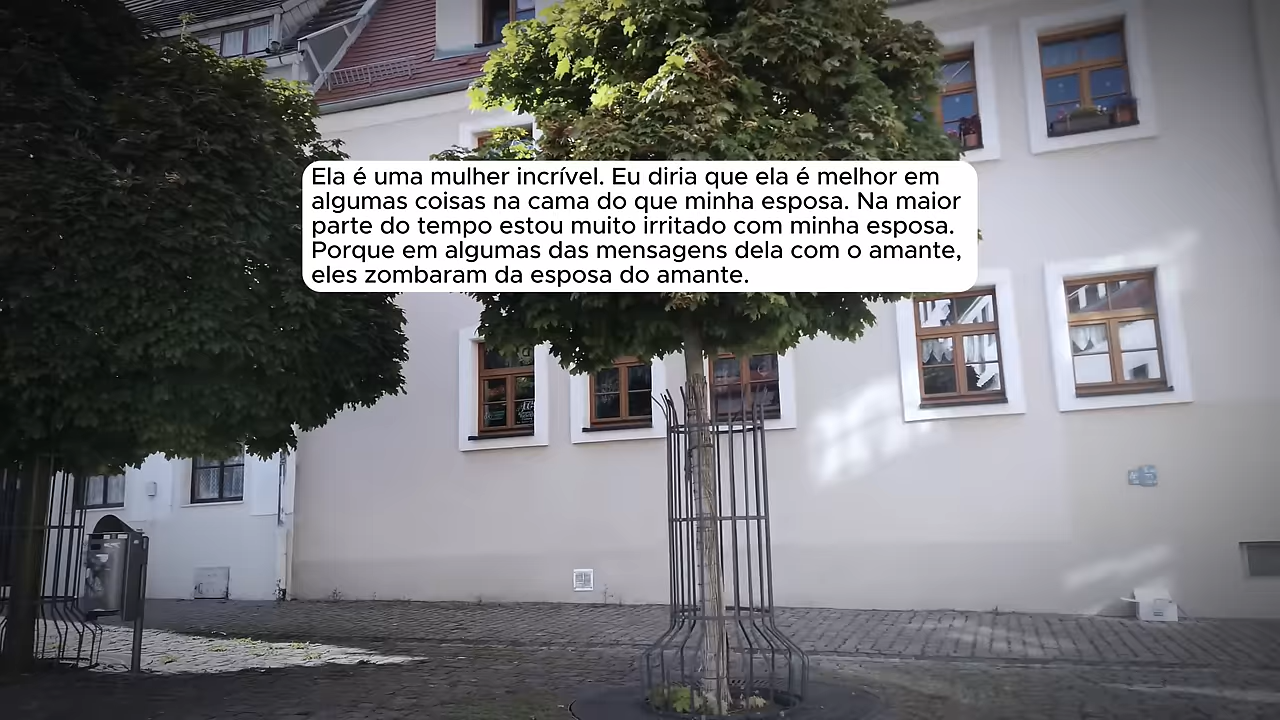 Ela é uma mulher incrível. Eu diria que ela é melhor em
algumas coisas na cama do que minha esposa. Na maior
parte do tempo estou muito irritado com minha esposa.
Porque em algumas das mensagens dela com o amante,
eles zombaram da esposa do amante.